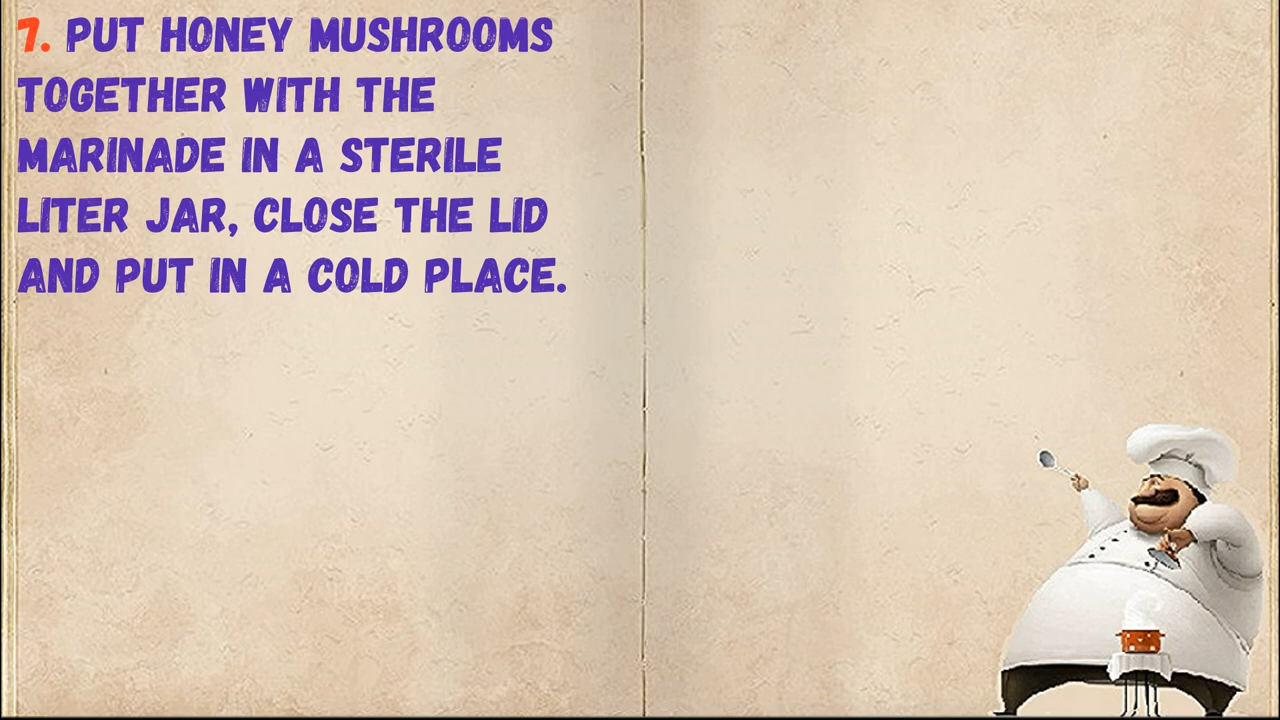 7. PUT HONEY MUSHROOMS
TOGETHER WITH THE
MARINADE IN A STERILE
LITER JAR, CLOSE THE LID
AND PUT IN A COLD PLACE.